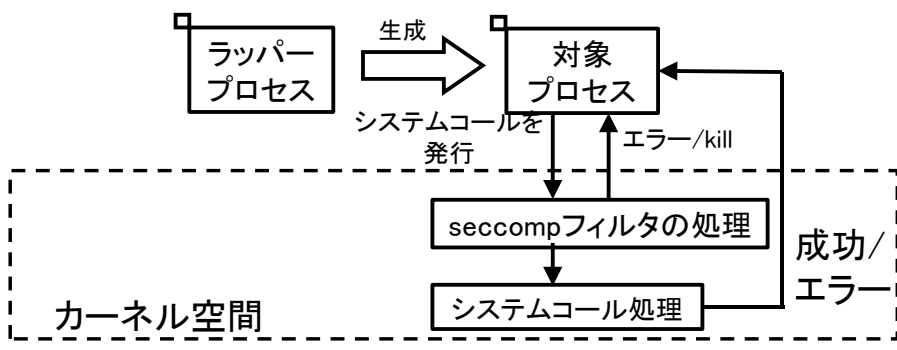 ラッパー
プロセス
生成
対象
プロセス
システムコールを
発行
エラー/kill
seccompフィルタの処理
システムコール処理
成功/
エラー
カーネル空間